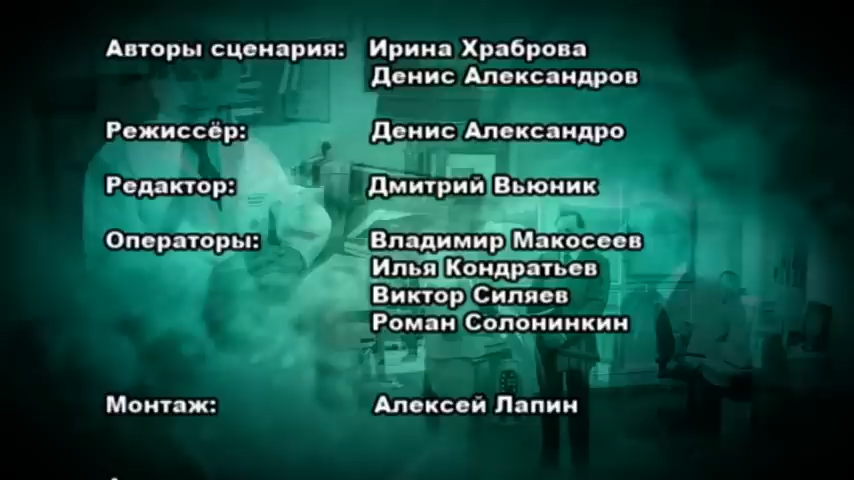 Авторы сценария: Ирина Храброва
Денис Александров
Режиссёр: Денис Александро
Редактор: Дмитрий Вьюник
Операторы: Владимир Макосеев
Илья Кондратьев
Виктор Силяев
Роман Солонинкин
Монтаж: Алексей Лапин